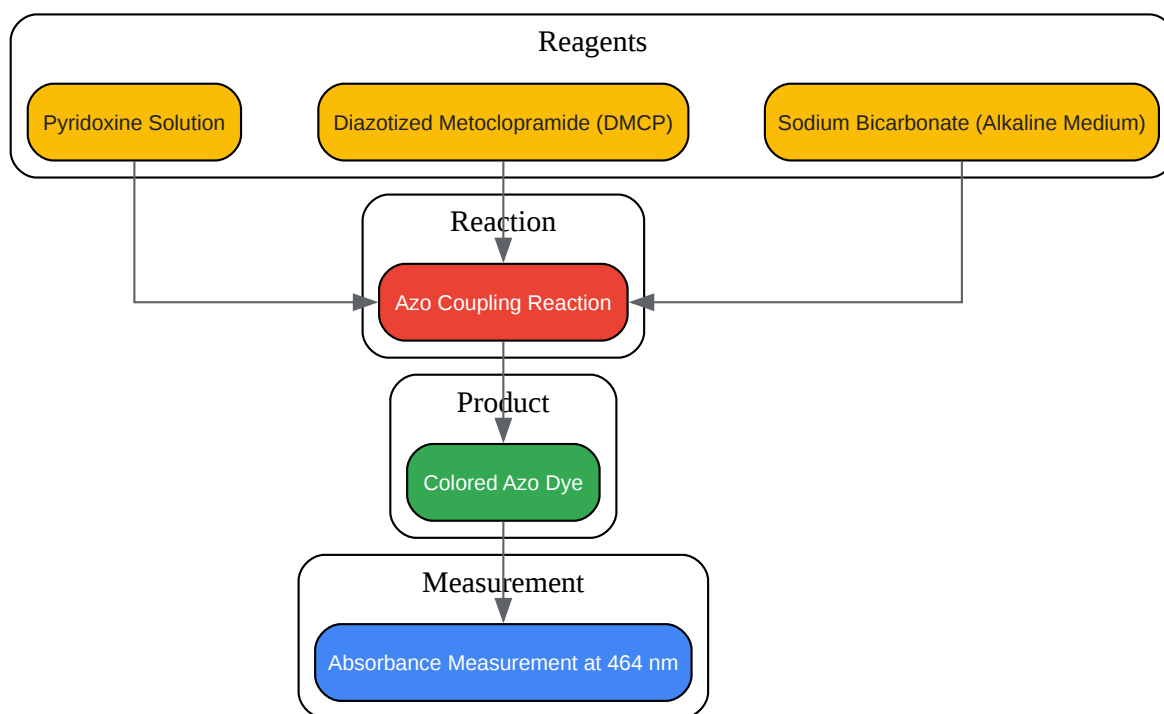 Reagents
Pyridoxine Solution
Diazotized Metoclopramide (DMCP)
Sodium Bicarbonate (Alkaline Medium)
Reaction
Azo Coupling Reaction
Product
Colored Azo Dye
Measurement
Absorbance Measurement at 464 nm